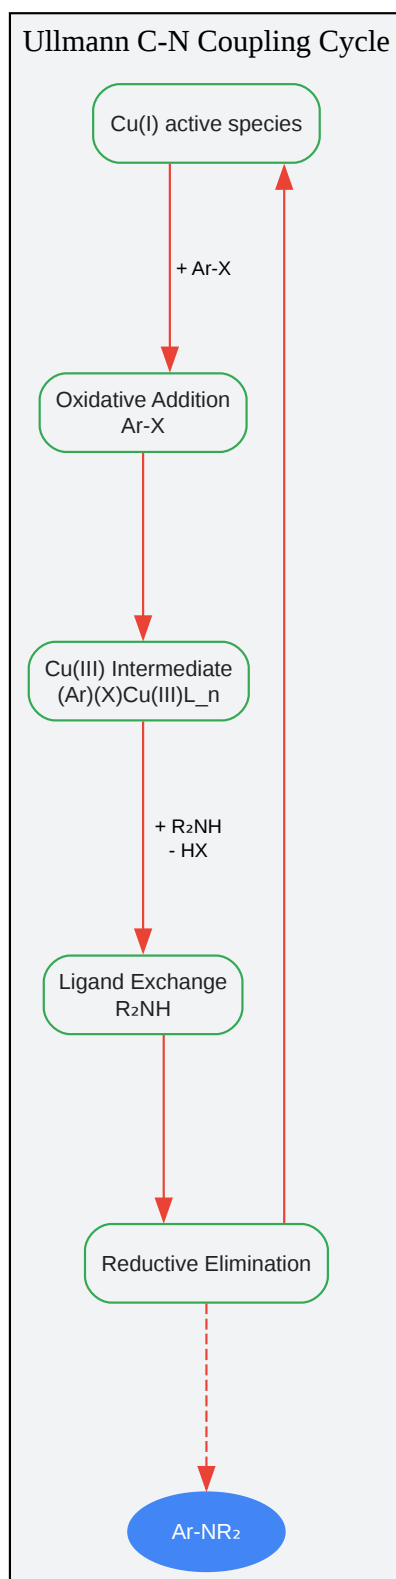 Ullmann C-N Coupling Cycle
Cu(I) active species
+ Ar-X
Oxidative Addition
Ar-X
Cu(III) Intermediate
(Ar)(X)Cu(III)L_n
+ R₂NH
- HX
Ligand Exchange
R₂NH
Reductive Elimination
Ar-NR₂